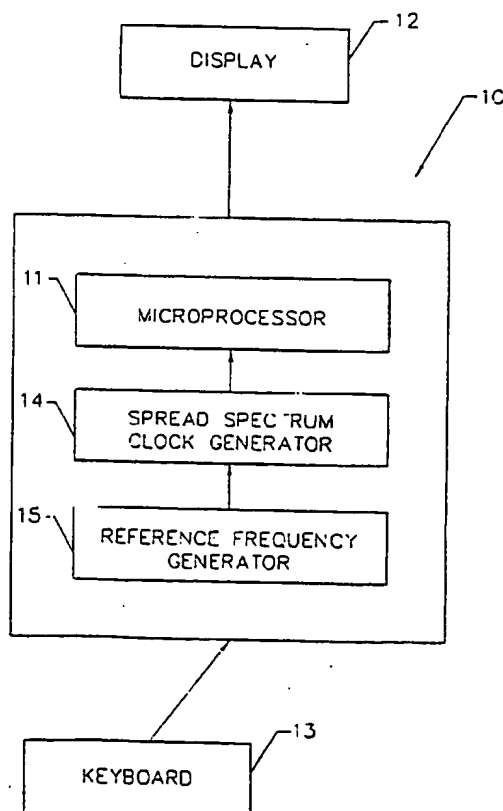 12
DISPLAY
10
11
MICROPROCESSOR
14
SPREAD SPECTRUM
CLOCK GENERATOR
15
REFERENCE FREQUENCY
GENERATOR
13
KEYBOARD